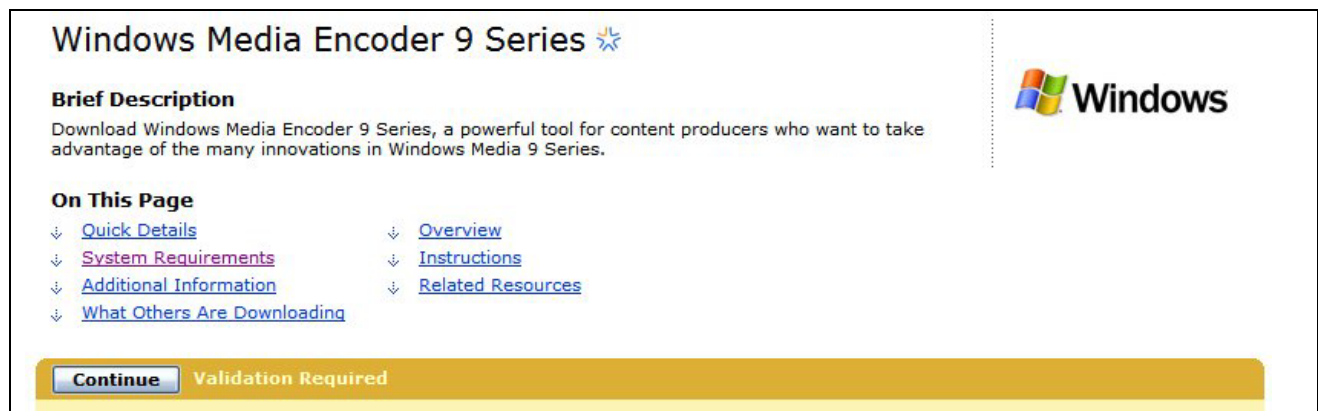 Windows Media Encoder 9 Series
Windows
Brief Description
Download Windows Media Encoder 9 Series, a powerful tool for content producers who want to take
advantage of the many innovations in Windows Media 9 Series.
On This Page
Quick Details
Overview
System Requirements
Instructions
Additional Information
Related Resources
What Others Are Downloading
Continue Validation Required